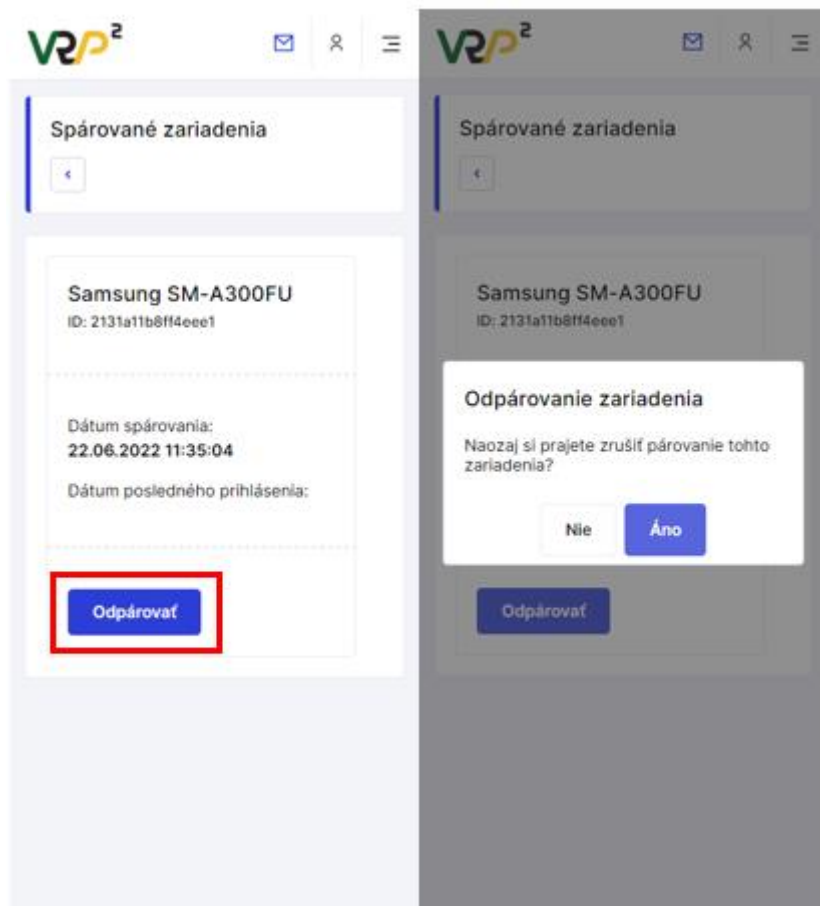 VRP²
Spárované zariadenia
Samsung SM-A300FU
ID: 2131a11b8ff4eee1
Dátum spárovania:
22.06.2022 11:35:04
Dátum posledného prihlásenia:
Odpárovať
VRP²
Spárované zariadenia
Samsung SM-A300FU
ID: 2131a11b8ff4eee1
Odpárovanie zariadenia
Naozaj si prajete zrušiť párovanie tohto
zariadenia?
Nie
Áno
Odpárovať